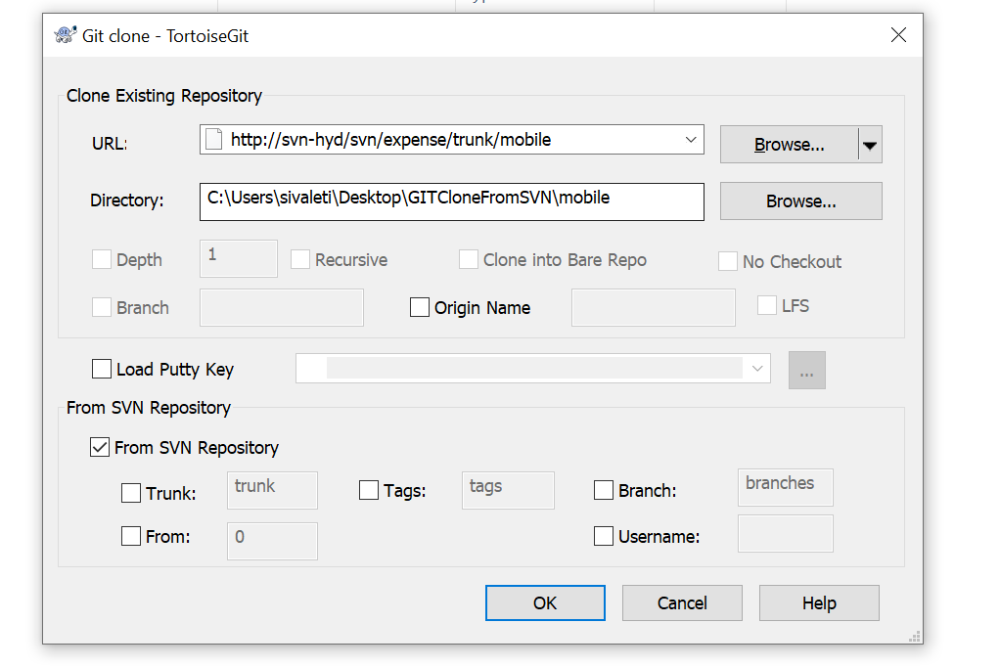 Git clone - TortoiseGit
Clone Existing Repository
URL: http://svn-hyd/svn/expense/trunk/mobile Browse...
Directory: C:\Users\sivaleti\Desktop\GITCloneFromSVN\mobile Browse...
Depth 1 Recursive Clone into Bare Repo No Checkout
Branch Origin Name LFS
Load Putty Key ...
From SVN Repository
From SVN Repository
Trunk: trunk Tags: tags Branch: branches
From: 0 Username:
OK Cancel Help